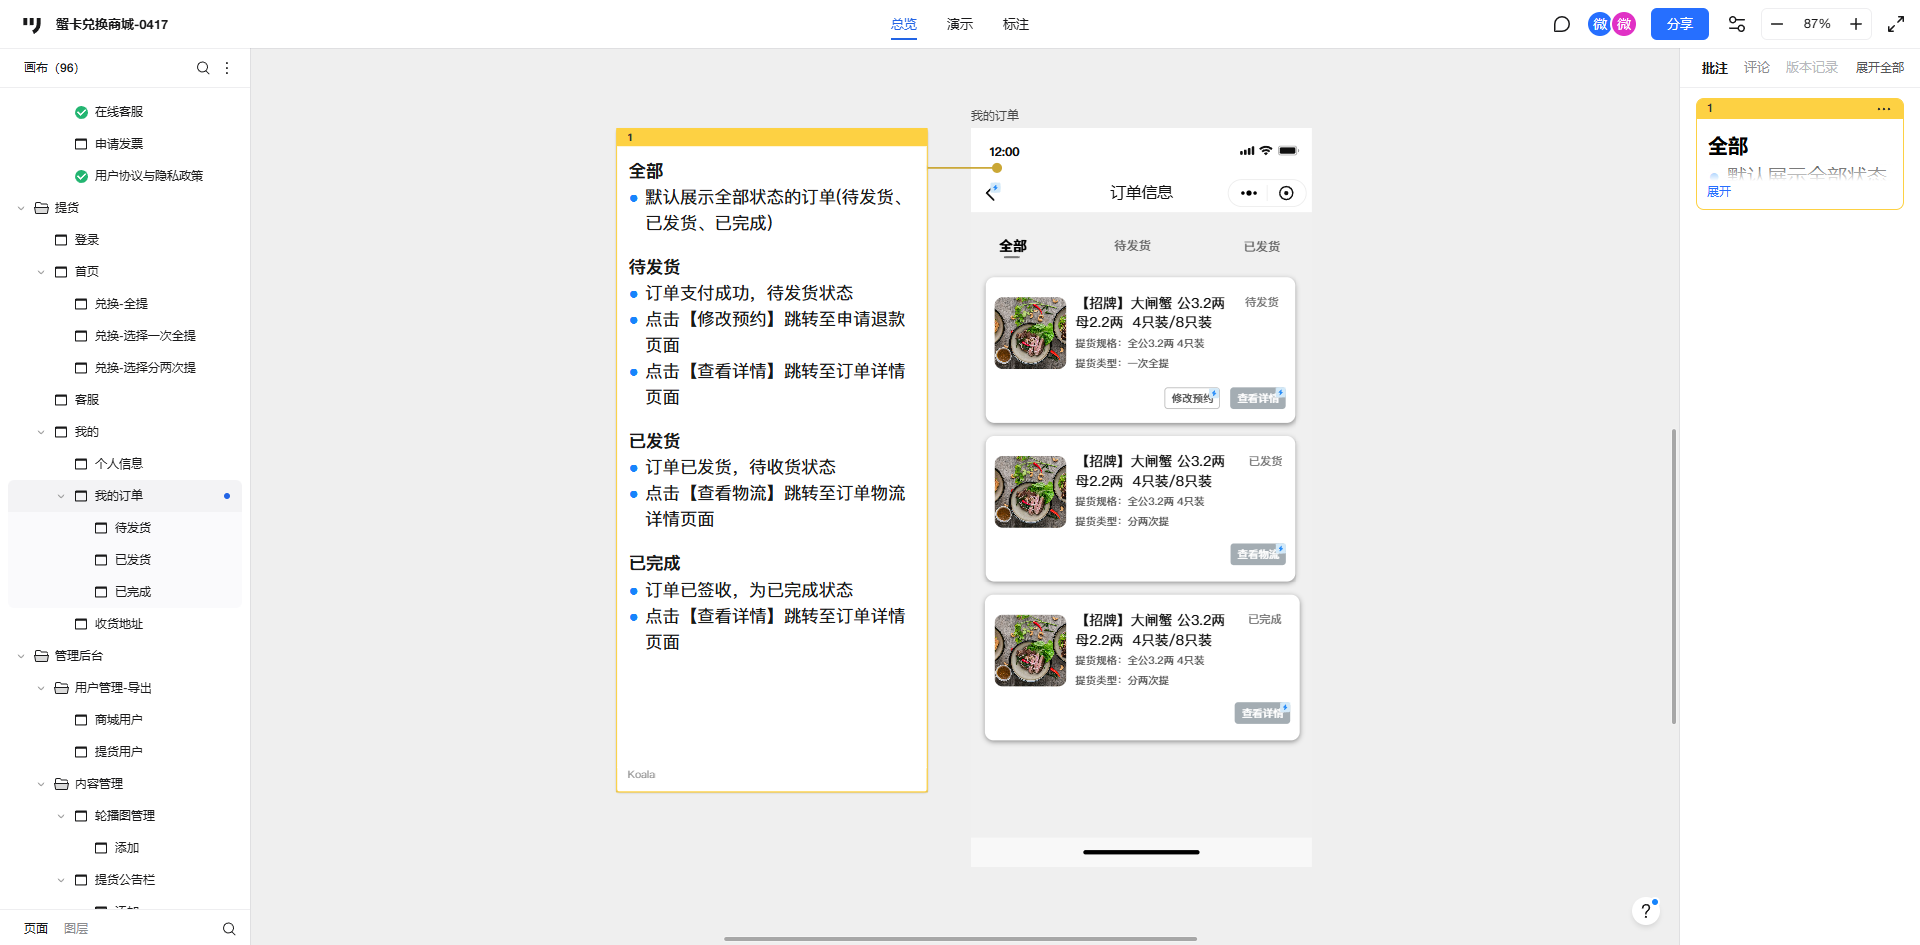 蟹卡兑换商城-0417
总览
演示
标注
微
微
分享
87%
画布（96）
在线客服
申请发票
用户协议与隐私政策
提货
登录
首页
兑换-全提
兑换-选择一次全提
兑换-选择分两次提
客服
我的
个人信息
我的订单
待发货
已发货
已完成
收货地址
管理后台
用户管理-导出
商城用户
提货用户
内容管理
轮播图管理
添加
提货公告栏
添加
页面
图层
1
全部
默认展示全部状态的订单(待发货、
已发货、已完成)
待发货
订单支付成功，待发货状态
点击【修改预约】跳转至申请退款
页面
点击【查看详情】跳转至订单详情
页面
已发货
订单已发货，待收货状态
点击【查看物流】跳转至订单物流
详情页面
已完成
订单已签收，为已完成状态
点击【查看详情】跳转至订单详情
页面
Koala
我的订单
12:00
订单信息
全部
待发货
已发货
【招牌】大闸蟹 公3.2两
母2.2两 4只装/8只装
待发货
提货规格：全公3.2两 4只装
提货类型：一次全提
修改预约
查看详情
【招牌】大闸蟹 公3.2两
母2.2两 4只装/8只装
已发货
提货规格：全公3.2两 4只装
提货类型：分两次提
查看物流
【招牌】大闸蟹 公3.2两
母2.2两 4只装/8只装
已完成
提货规格：全公3.2两 4只装
提货类型：分两次提
查看详情
批注
评论
版本记录
展开全部
1
全部
默认展示全部状态
展开
?